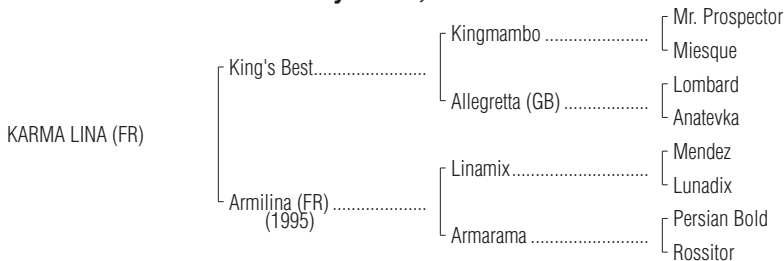 Mr. Prospector
Kingmambo
Miesque
King's Best
Lombard
Allegretta (GB)
Anatevka
KARMA LINA (FR)
Mendez
Linamix
Lunadix
Armilina (FR)
(1995)
Persian Bold
Armarama
Rossitor